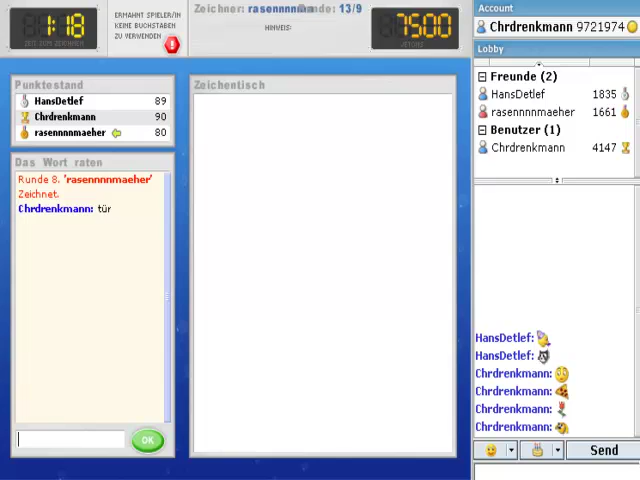 1:18
ZEIT ZUM ZEICHNEN
ERMAHNT SPIELER/IN
KEINE BUCHSTABEN
ZU VERWENDEN
Zeichner:
13/9
HINWEIS:
7500
JETONS
Punktestand
HansDetlef 89
Chrdrenkmann 90
rasennnnmaeher 80
Das Wort raten
Runde 8, 'rasennnnmaeher'
Zeichnet.
Chrdrenkmann: tür
OK
Zeichentisch
Account
Chrdrenkmann 9721974
Lobby
Freunde (2)
HansDetlef 1835
rasennnnmaeher 1661
Benutzer (1)
Chrdrenkmann 4147
HansDetlef:
HansDetlef:
Chrdrenkmann:
Chrdrenkmann:
Chrdrenkmann:
Chrdrenkmann:
Send